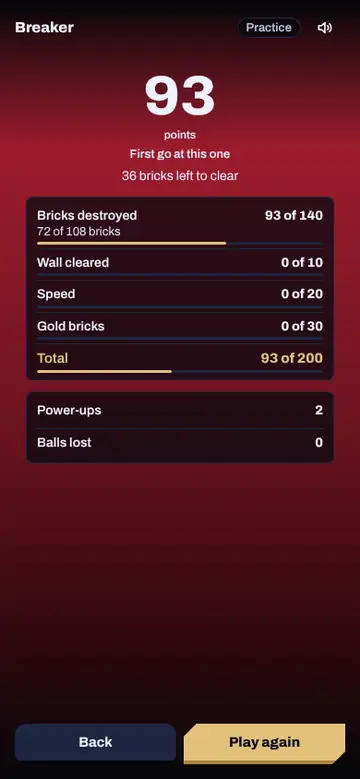 Breaker
Practice
93
points
First go at this one
36 bricks left to clear
Bricks destroyed 93 of 140
72 of 108 bricks
Wall cleared 0 of 10
Speed 0 of 20
Gold bricks 0 of 30
Total 93 of 200
Power-ups 2
Balls lost 0
Back
Play again